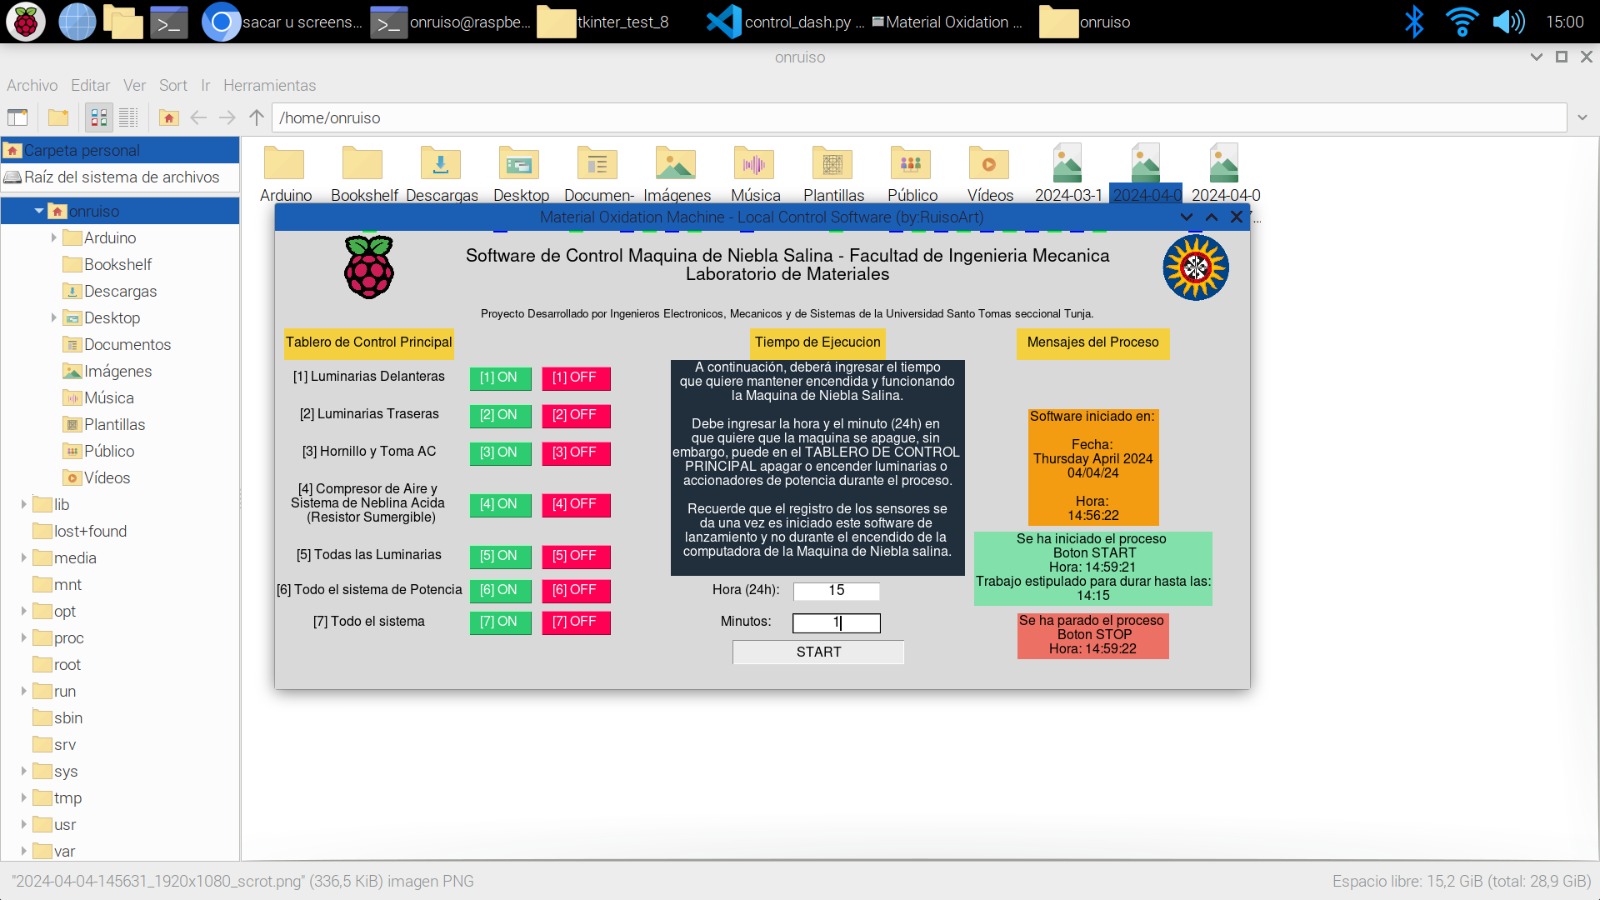 sacar u screens...
onruiso@raspbe...
tkinter_test_8
control_dash.py ...
Material Oxidation ...
onruiso
15:00
onruiso
Archivo Editar Ver Sort Ir Herramientas
/home/onruiso
Carpeta personal
Raíz del sistema de archivos
onruiso
Arduino
Bookshelf
Descargas
Desktop
Documentos
Imágenes
Música
Plantillas
Público
Vídeos
lib
lost+found
media
mnt
opt
proc
root
run
sbin
srv
sys
tmp
usr
var
Arduino Bookshelf Descargas Desktop Documen- Imágenes Música Plantillas Público Vídeos 2024-03-1 2024-04-0 2024-04-0
Material Oxidation Machine - Local Control Software (by:RuisoArt)
Software de Control Maquina de Niebla Salina - Facultad de Ingenieria Mecanica
Laboratorio de Materiales
Proyecto Desarrollado por Ingenieros Electronicos, Mecanicos y de Sistemas de la Universidad Santo Tomas seccional Tunja.
Tablero de Control Principal
[1] Luminarias Delanteras [1] ON [1] OFF
[2] Luminarias Traseras [2] ON [2] OFF
[3] Hornillo y Toma AC [3] ON [3] OFF
[4] Compresor de Aire y
Sistema de Neblina Acida
(Resistor Sumergible)
[4] ON [4] OFF
[5] Todas las Luminarias [5] ON [5] OFF
[6] Todo el sistema de Potencia [6] ON [6] OFF
[7] Todo el sistema [7] ON [7] OFF
Tiempo de Ejecucion
A continuación, deberá ingresar el tiempo
que quiere mantener encendida y funcionando
la Maquina de Niebla Salina.
Debe ingresar la hora y el minuto (24h) en
que quiere que la maquina se apague, sin
embargo, puede en el TABLERO DE CONTROL
PRINCIPAL apagar o encender luminarias o
accionadores de potencia durante el proceso.
Recuerde que el registro de los sensores se
da una vez es iniciado este software de
lanzamiento y no durante el encendido de la
computadora de la Maquina de Niebla salina.
Hora (24h): 15
Minutos: 1
START
Mensajes del Proceso
Software iniciado en:
Fecha:
Thursday April 2024
04/04/24
Hora:
14:56:22
Se ha iniciado el proceso
Boton START
Hora: 14:59:21
Trabajo estipulado para durar hasta las:
14:15
Se ha parado el proceso
Boton STOP
Hora: 14:59:22
"2024-04-04-145631_1920x1080_scrot.png" (336,5 KiB) imagen PNG
Espacio libre: 15,2 GiB (total: 28,9 GiB)